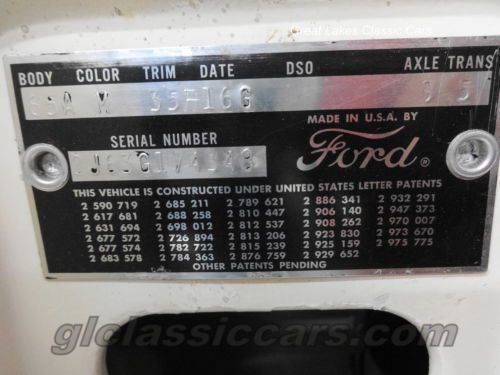 Great Lakes Classic Cars
BODY COLOR TRIM DATE DSO AXLE TRANS
35 16G 5
SERIAL NUMBER
MADE IN U.S.A. BY
Ford®
THIS VEHICLE IS CONSTRUCTED UNDER UNITED STATES LETTER PATENTS
2 590 719 2 685 211 2 789 621 2 886 341 2 932 291
2 617 681 2 688 258 2 810 447 2 906 140 2 947 373
2 631 694 2 698 012 2 812 537 2 908 262 2 970 007
2 677 572 2 726 894 2 813 206 2 923 830 2 973 670
2 677 574 2 782 722 2 815 239 2 925 159 2 975 775
2 683 578 2 784 363 2 876 759 2 929 652
OTHER PATENTS PENDING
www.glclassiccars.com